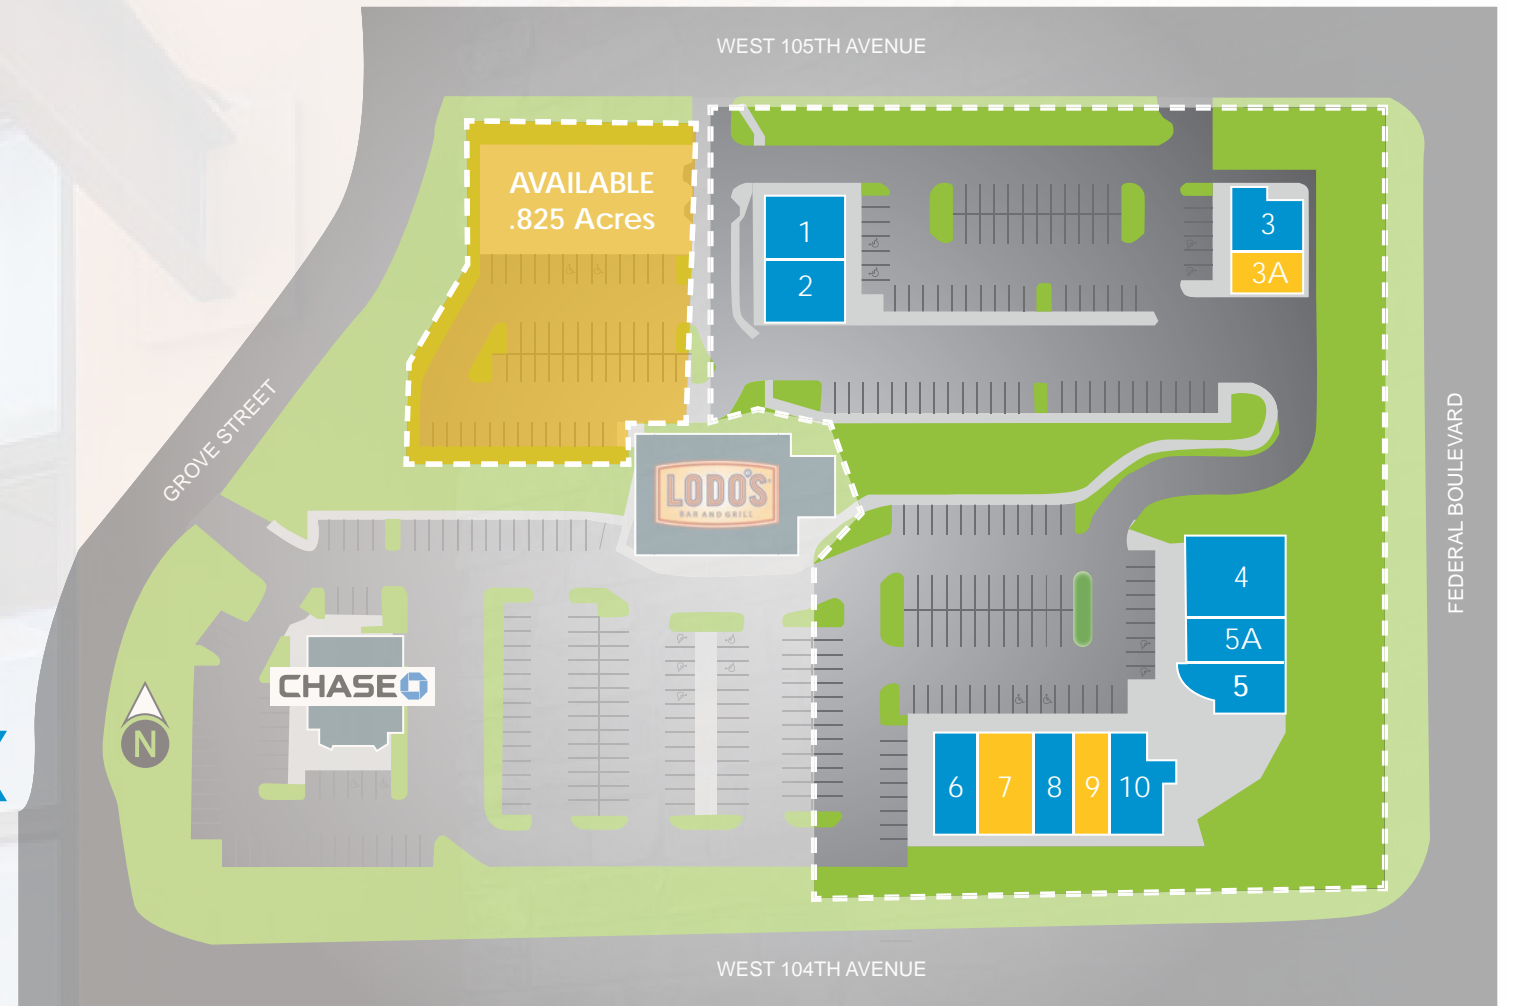 WEST 105TH AVENUE
AVAILABLE
.825 Acres
1
2
3
3A
GROVE STREET
LODO'S
BAR AND GRILL
FEDERAL BOULEVARD
4
5A
5
CHASE
N
6
7
8
9
10
WEST 104TH AVENUE